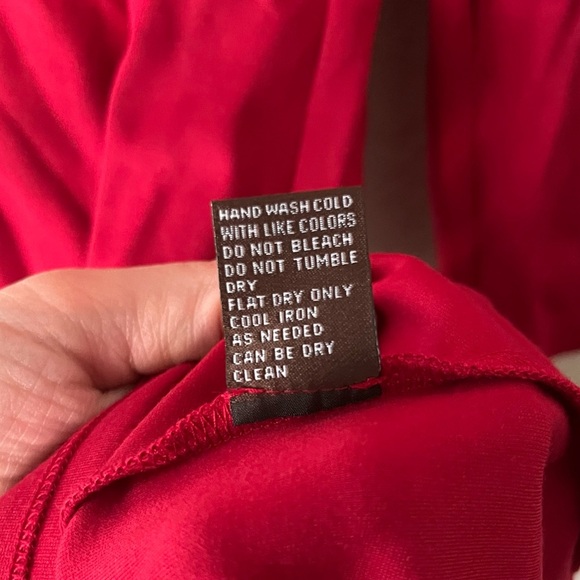 HAND WASH COLD
WITH LIKE COLORS
DO NOT BLEACH
DO NOT TUMBLE
DRY
FLAT DRY ONLY
COOL IRON
AS NEEDED
CAN BE DRY
CLEAN